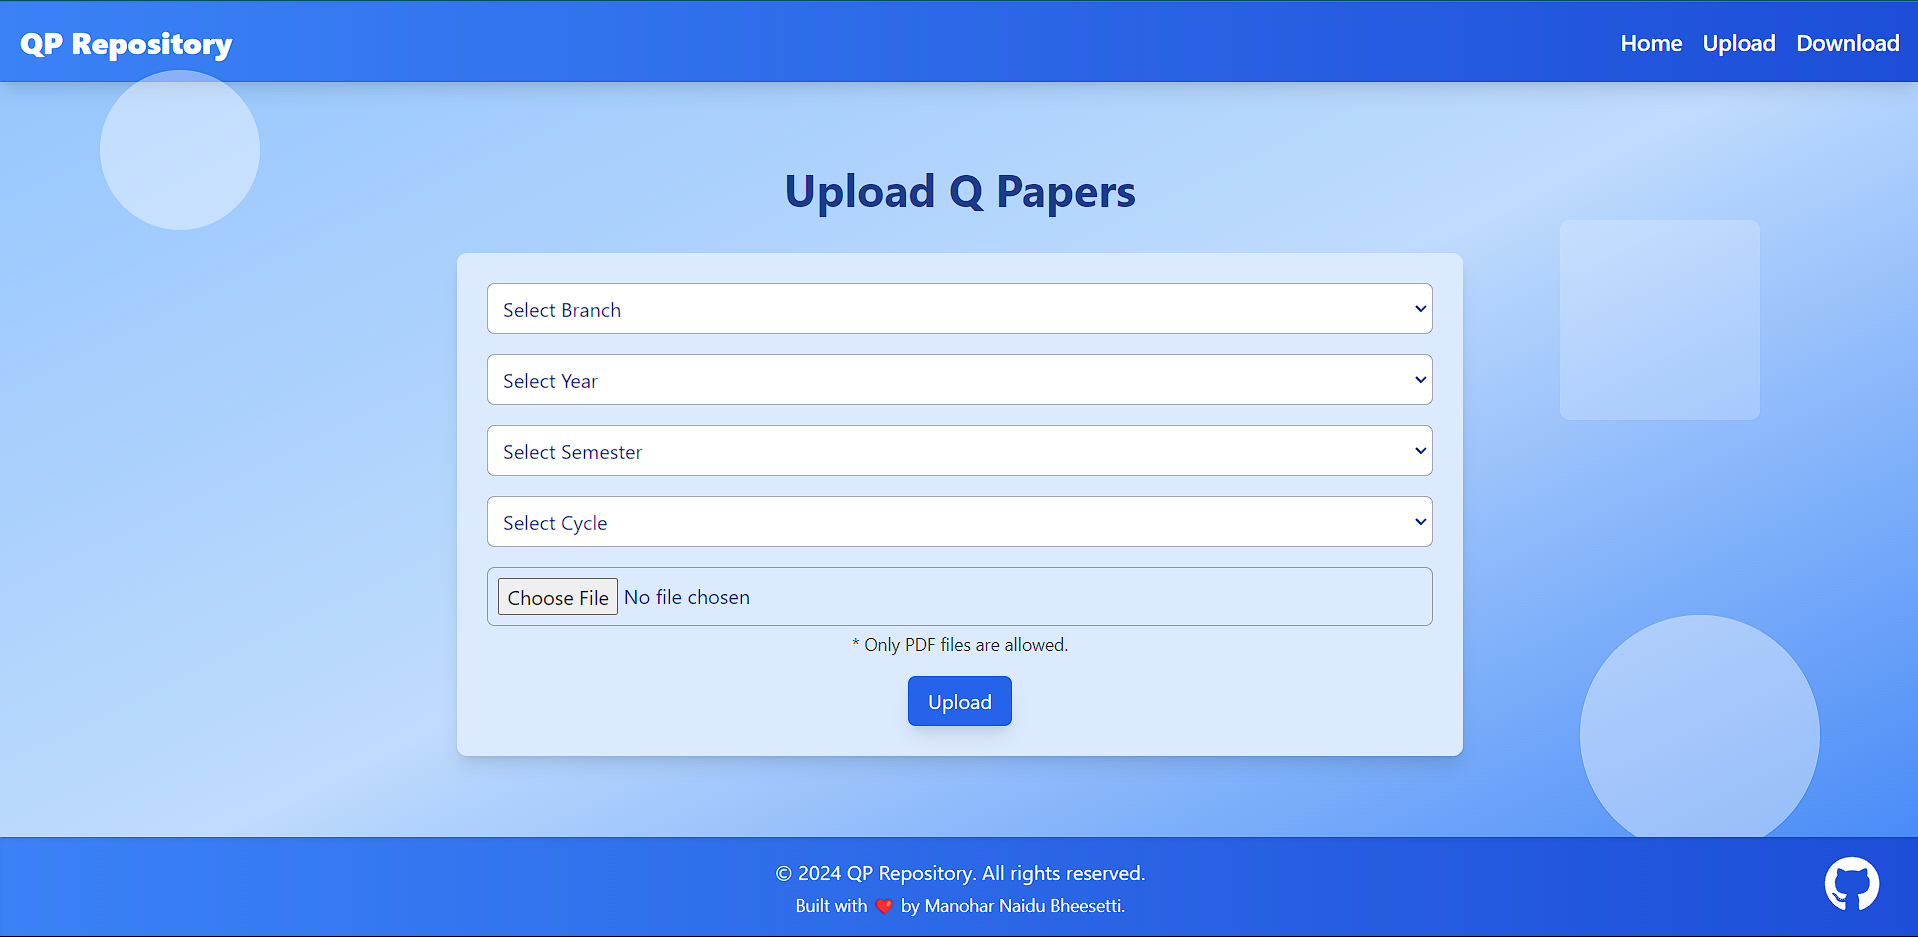 QP Repository
Home Upload Download
Upload Q Papers
Select Branch
Select Year
Select Semester
Select Cycle
Choose File No file chosen
* Only PDF files are allowed.
Upload
© 2024 QP Repository. All rights reserved.
Built with ❤️ by Manohar Naidu Bheesetti.